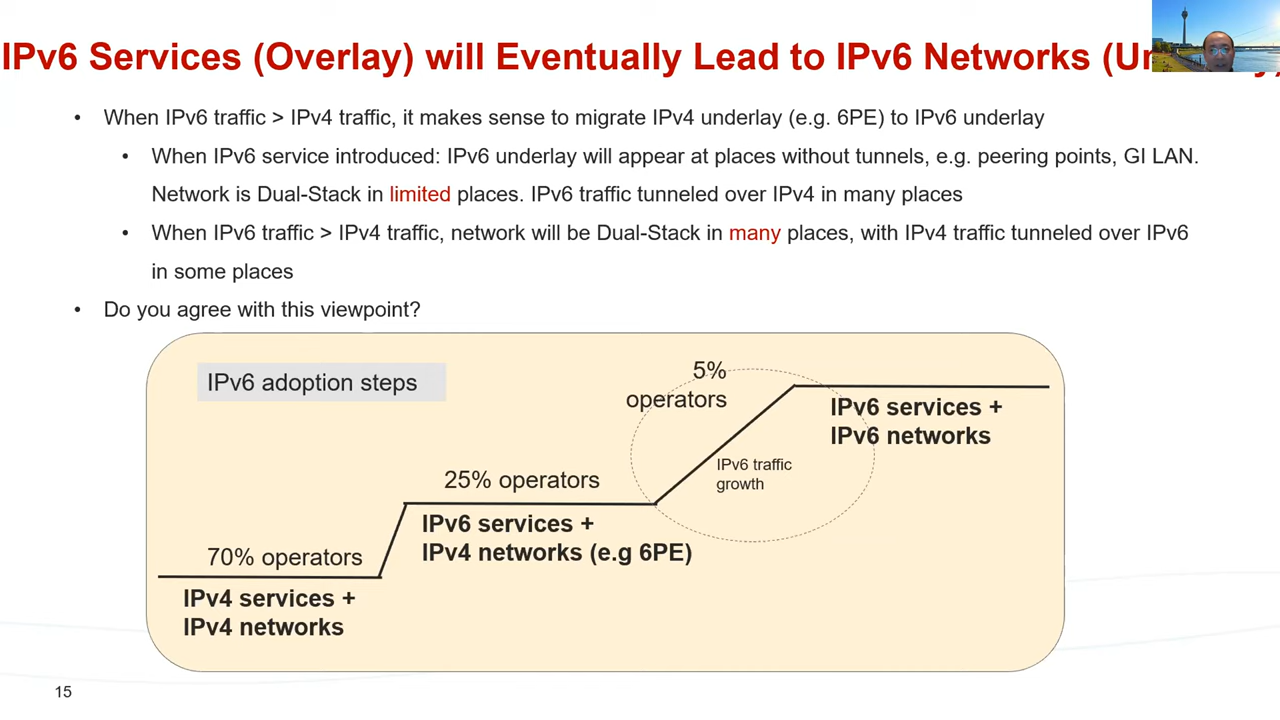 IPv6 Services (Overlay) will Eventually Lead to IPv6 Networks
• When IPv6 traffic > IPv4 traffic, it makes sense to migrate IPv4 underlay (e.g. 6PE) to IPv6 underlay
• When IPv6 service introduced: IPv6 underlay will appear at places without tunnels, e.g. peering points, GI LAN.
Network is Dual-Stack in limited places. IPv6 traffic tunneled over IPv4 in many places
• When IPv6 traffic > IPv4 traffic, network will be Dual-Stack in many places, with IPv4 traffic tunneled over IPv6
in some places
• Do you agree with this viewpoint?
IPv6 adoption steps
5%
operators
IPv6 services +
IPv6 networks
IPv6 traffic
growth
25% operators
IPv6 services +
IPv4 networks (e.g 6PE)
70% operators
IPv4 services +
IPv4 networks
15